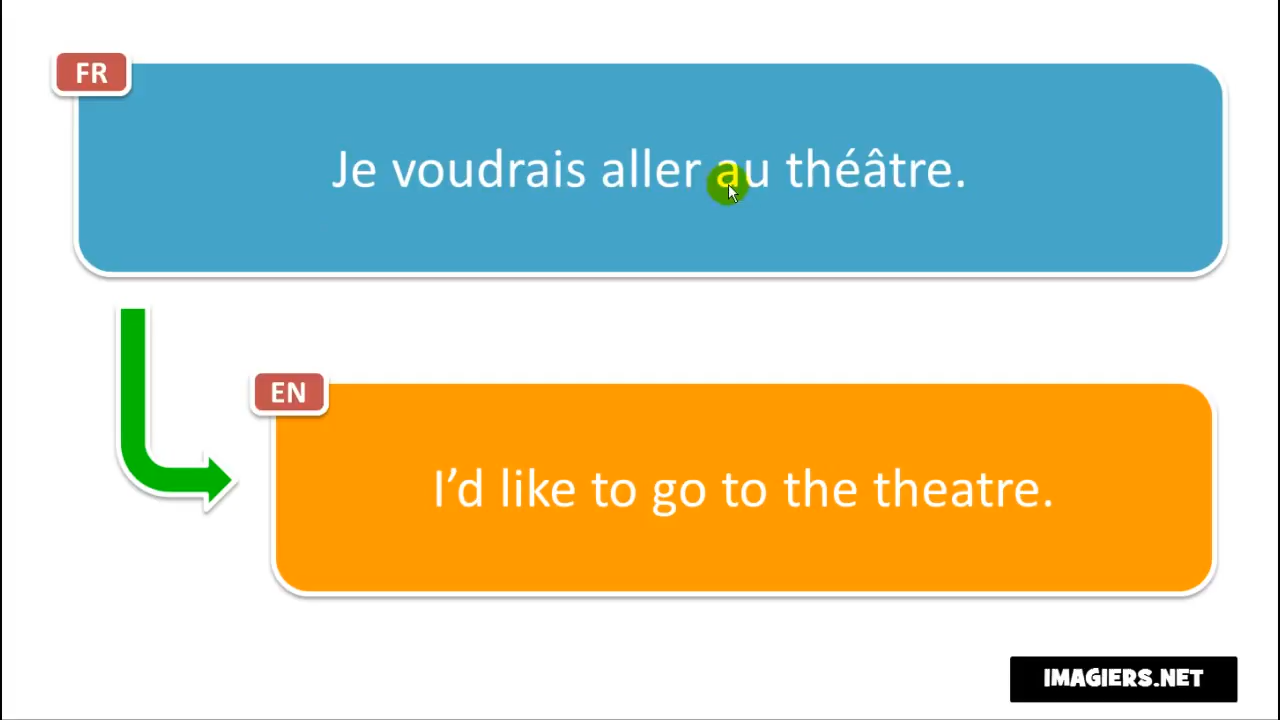 FR
Je voudrais aller au théâtre.
EN
I’d like to go to the theatre.
IMAGIERS.NET